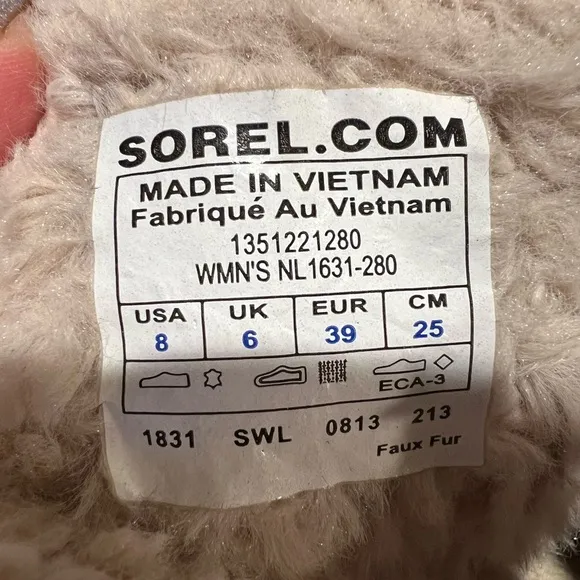 SOREL.COM
MADE IN VIETNAM
Fabriqué Au Vietnam
1351221280
WMN'S NL1631-280
USA UK EUR CM
8 6 39 25
ECA-3
1831 SWL 0813 213
Faux Fur